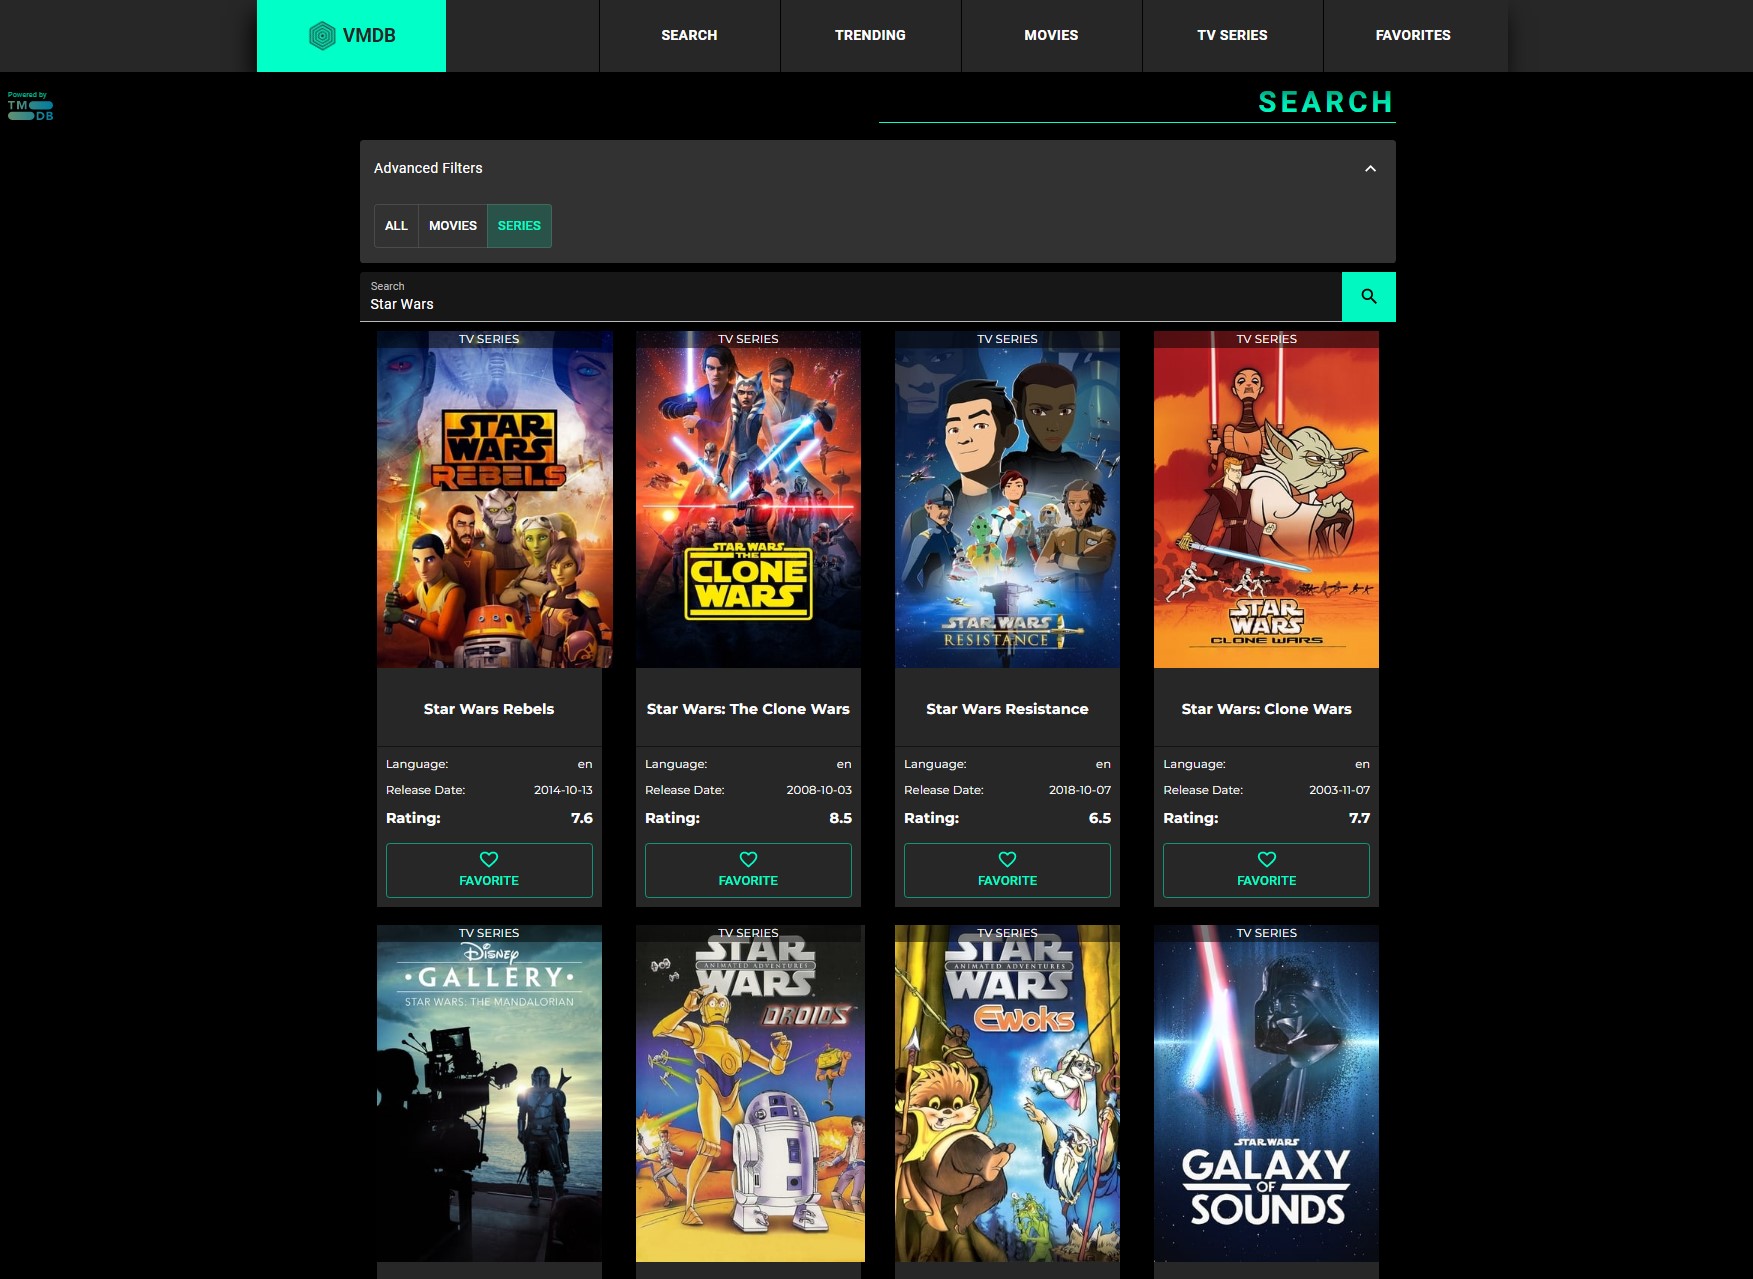 VMDB
SEARCH
TRENDING
MOVIES
TV SERIES
FAVORITES
Powered by
TM
DB
SEARCH
Advanced Filters
ALL
MOVIES
SERIES
Search
Star Wars
TV SERIES
STAR
WARS
REBELS
Star Wars Rebels
Language: en
Release Date: 2014-10-13
Rating: 7.6
FAVORITE
TV SERIES
STAR WARS
THE
CLONE
WARS
Star Wars: The Clone Wars
Language: en
Release Date: 2008-10-03
Rating: 8.5
FAVORITE
TV SERIES
STAR WARS
RESISTANCE
Star Wars Resistance
Language: en
Release Date: 2018-10-07
Rating: 6.5
FAVORITE
TV SERIES
STAR
WARS
CLONE WARS
Star Wars: Clone Wars
Language: en
Release Date: 2003-11-07
Rating: 7.7
FAVORITE
TV SERIES
Disney
GALLERY
STAR WARS: THE MANDALORIAN
TV SERIES
STAR
ANIMATED ADVENTURES
WARS
DROIDS
TV SERIES
STAR
ANIMATED ADVENTURES
WARS
EWOKS
TV SERIES
STAR WARS
GALAXY
OF
SOUNDS